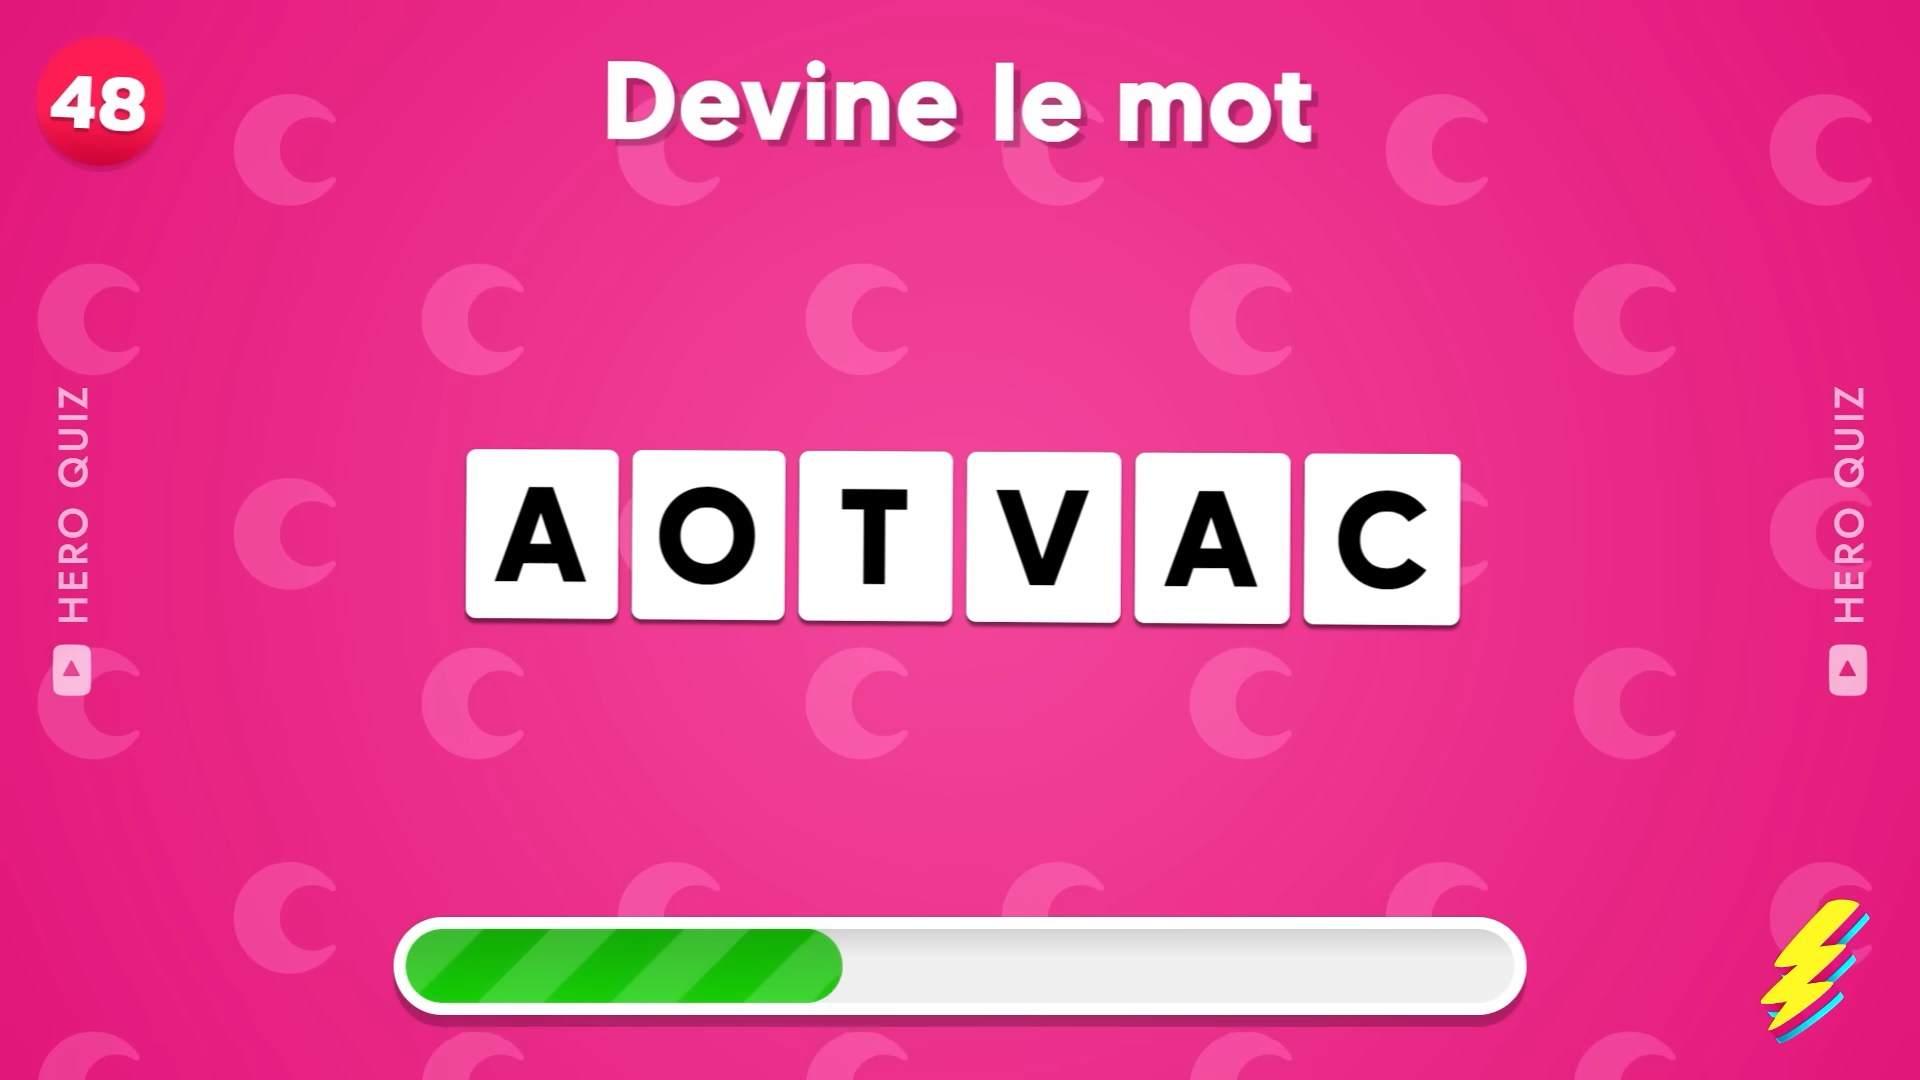 48
Devine le mot
HERO QUIZ
AOTVAC
HERO QUIZ